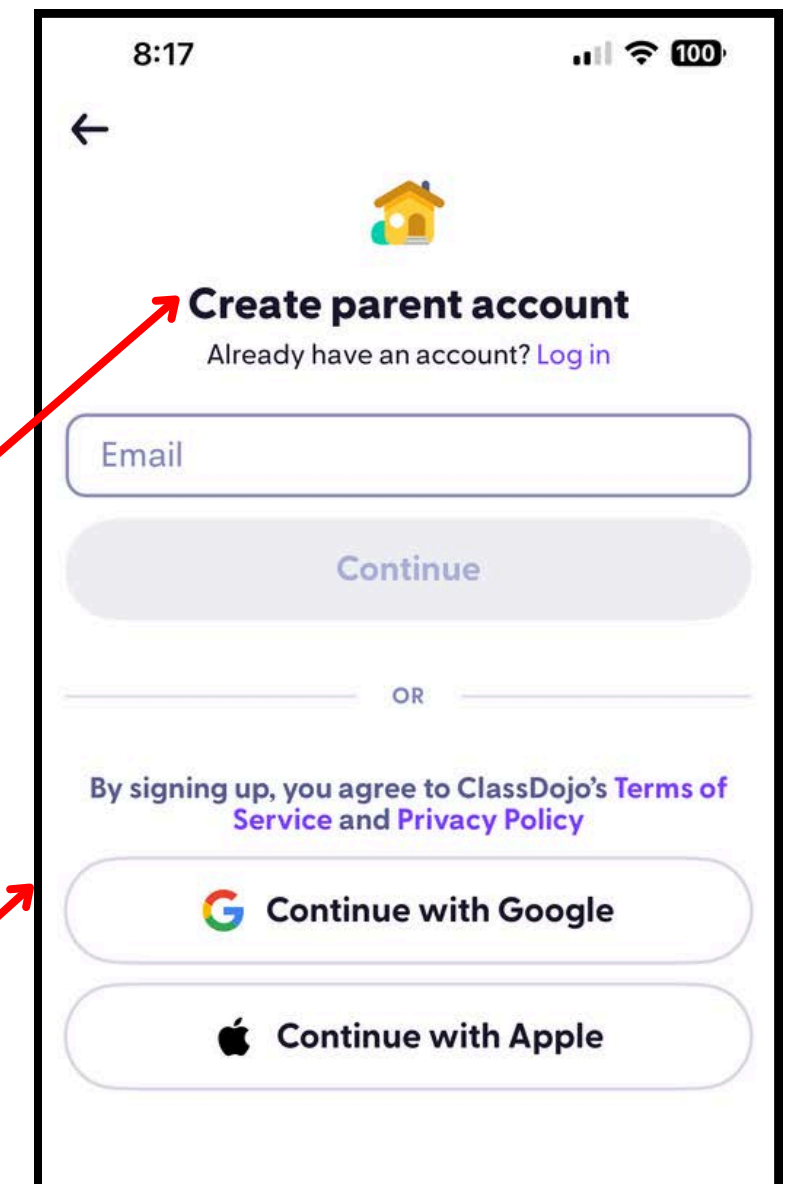 8:17
100
Create parent account
Already have an account? Log in
Email
Continue
OR
By signing up, you agree to ClassDojo’s Terms of
Service and Privacy Policy
Continue with Google
Continue with Apple